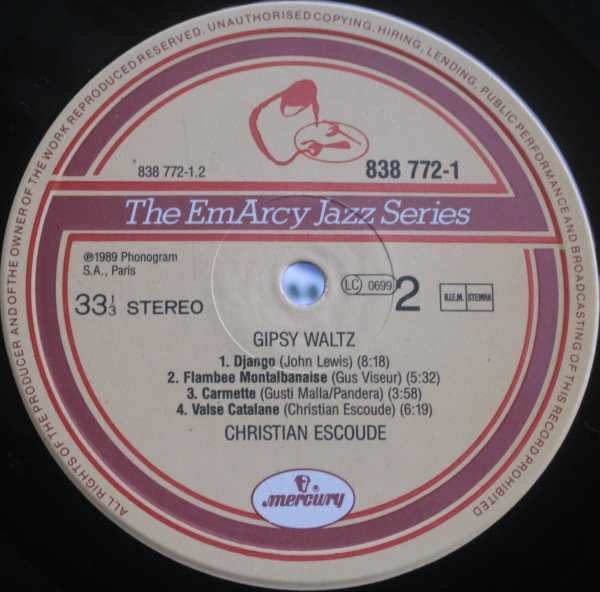 ALL RIGHTS OF THE PRODUCER AND OF THE OWNER OF THE WORK REPRODUCED RESERVED. UNAUTHORISED COPYING, HIRING, LENDING, PUBLIC PERFORMANCE AND BROADCASTING OF THIS RECORD PROHIBITED
838 772-1.2
838 772-1
The EmArcy Jazz Series
℗1989 Phonogram
S.A., Paris
33 1/3 STEREO
LC 0699
2
B.I.E.M. STEMRA
GIPSY WALTZ
1. Django (John Lewis) (8:18)
2. Flambee Montalbanaise (Gus Viseur) (5:32)
3. Carmette (Gusti Malla/Pandera) (3:58)
4. Valse Catalane (Christian Escoude) (6:19)
CHRISTIAN ESCOUDE
mercury